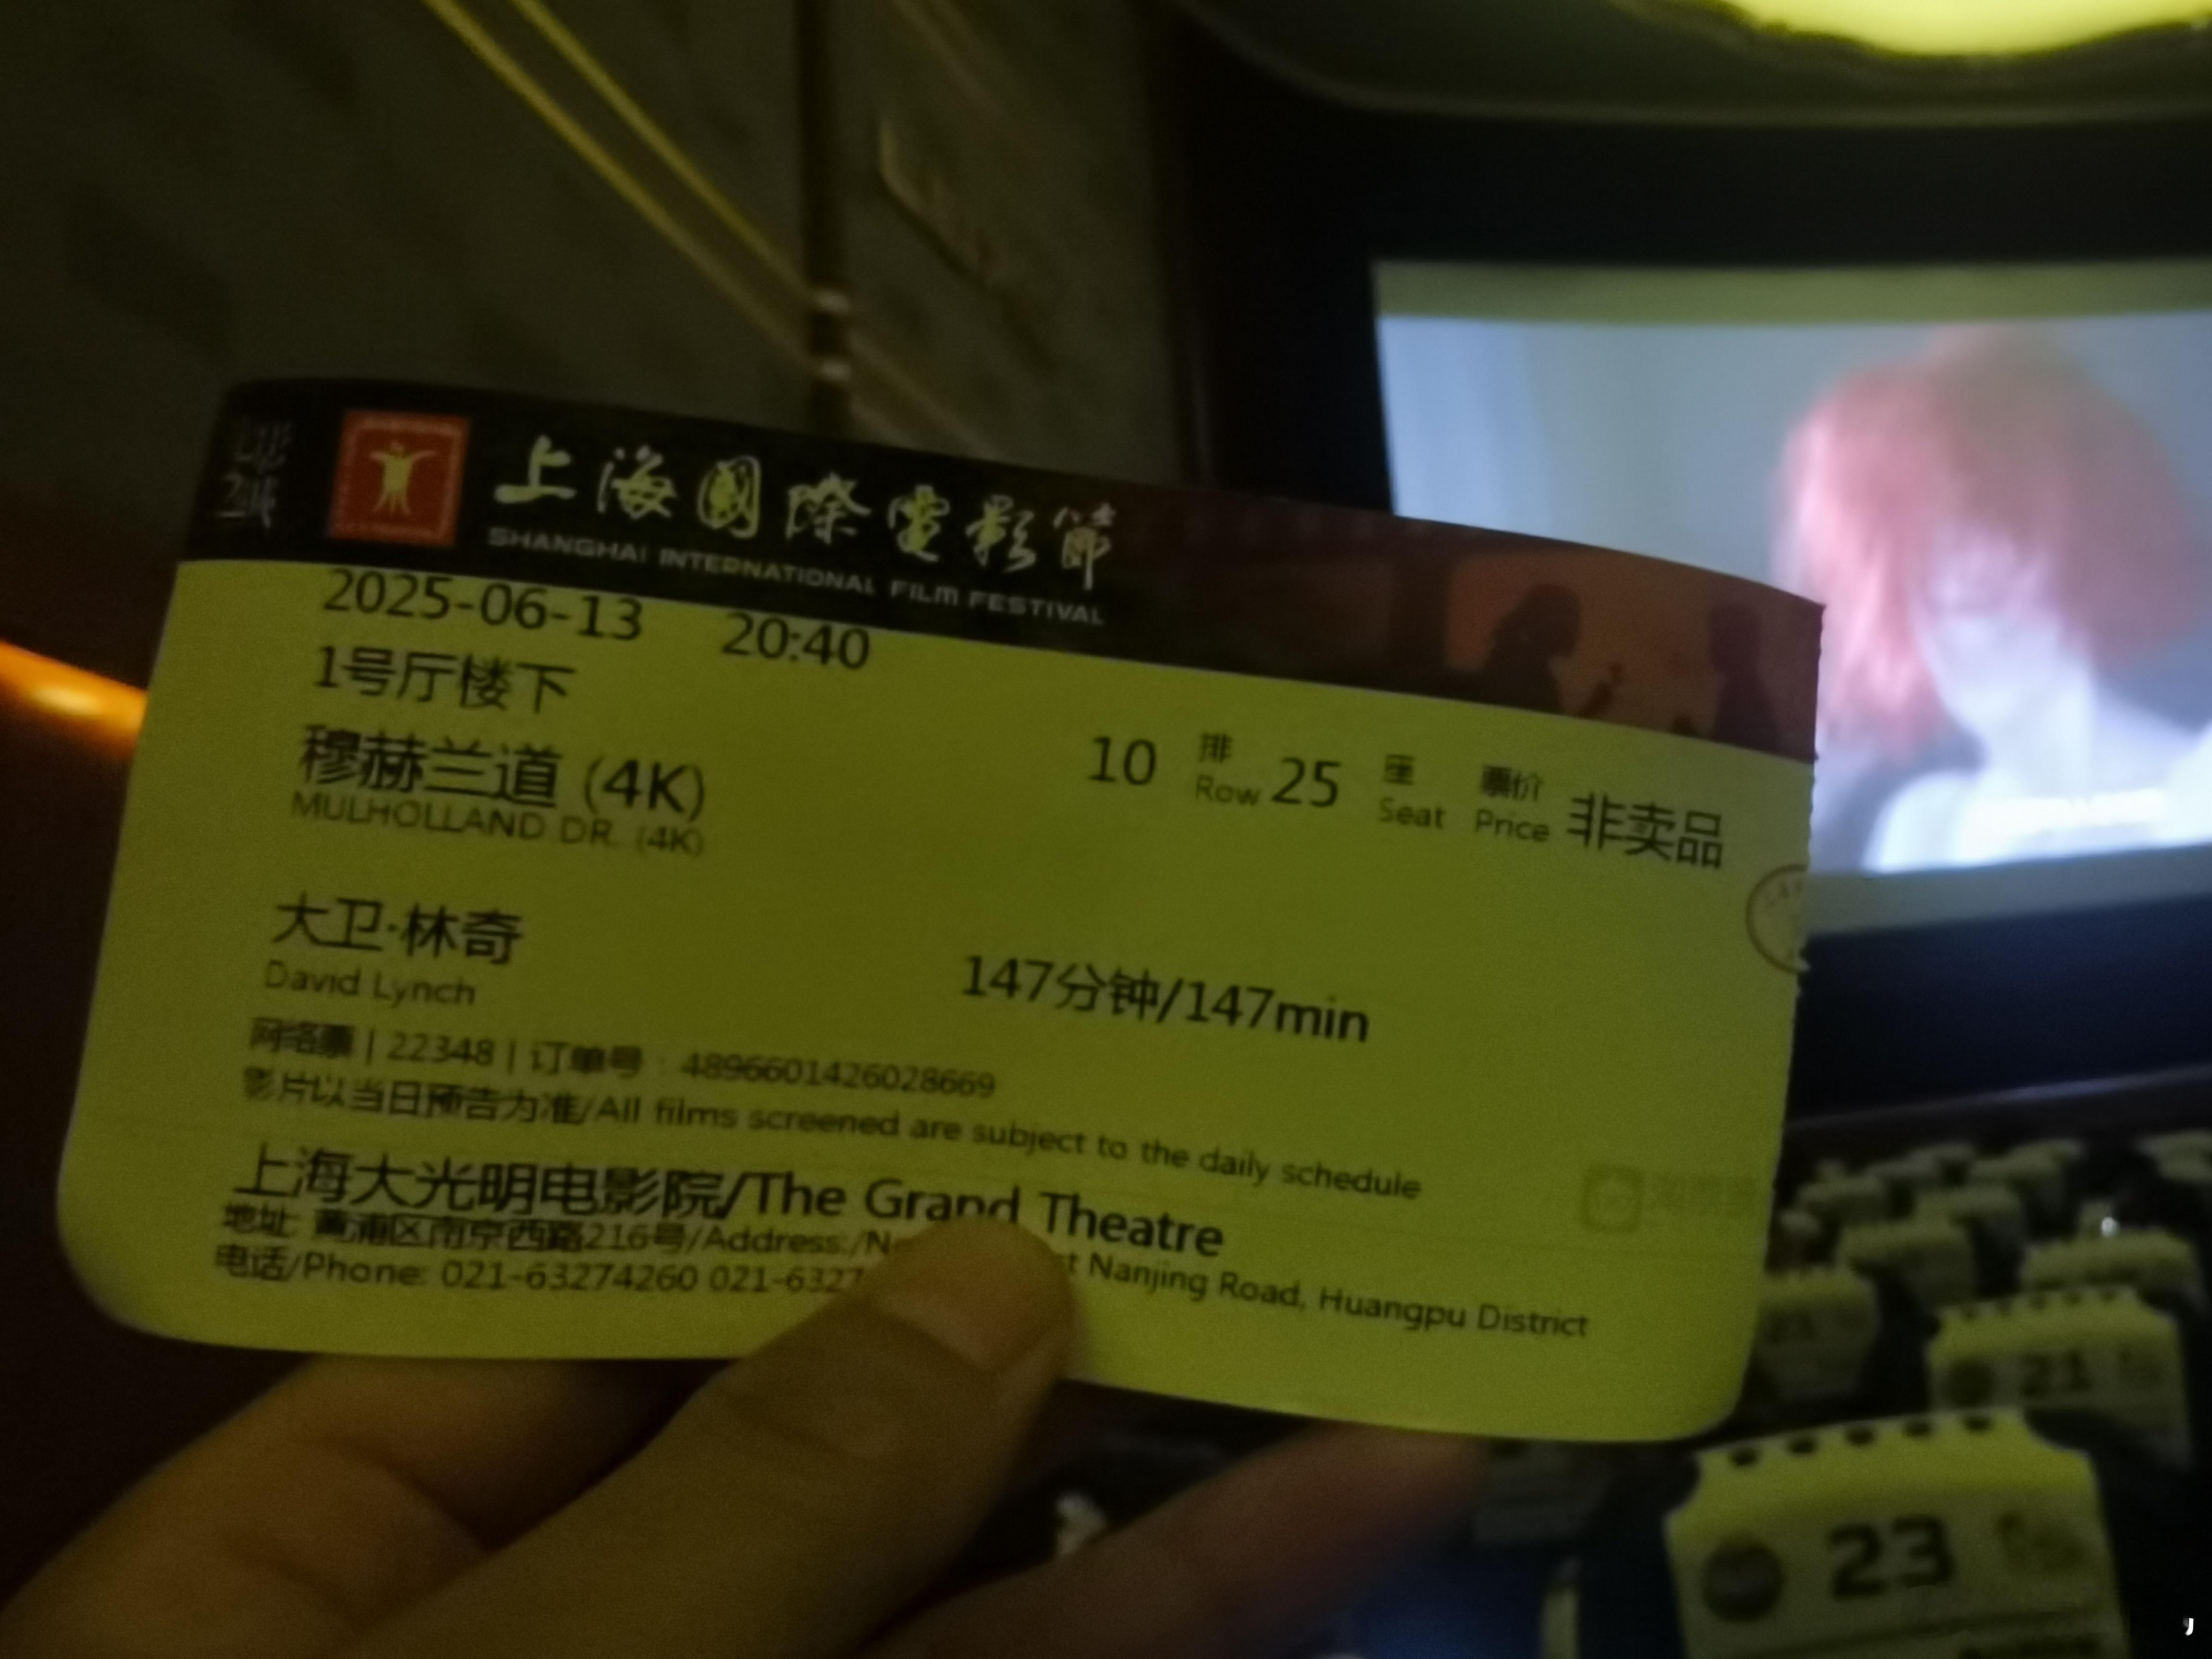 上海國際電影節
SHANGHAI INTERNATIONAL FILM FESTIVAL
2025-06-13 20:40
1号厅楼下
穆赫兰道 (4K)
MULHOLLAND DR. (4K)
10 排 Row 25 座 Seat 票价 Price 非卖品
大卫·林奇
David Lynch
147分钟/147min
网络票 | 22348 | 订单号：4896601426028669
影片以当日预告为准/All films screened are subject to the daily schedule
上海大光明电影院/The Grand Theatre
地址: 黄浦区南京西路216号/Address:/No Nanjing Road, Huangpu District
电话/Phone: 021-63274260 021-6327
21
23